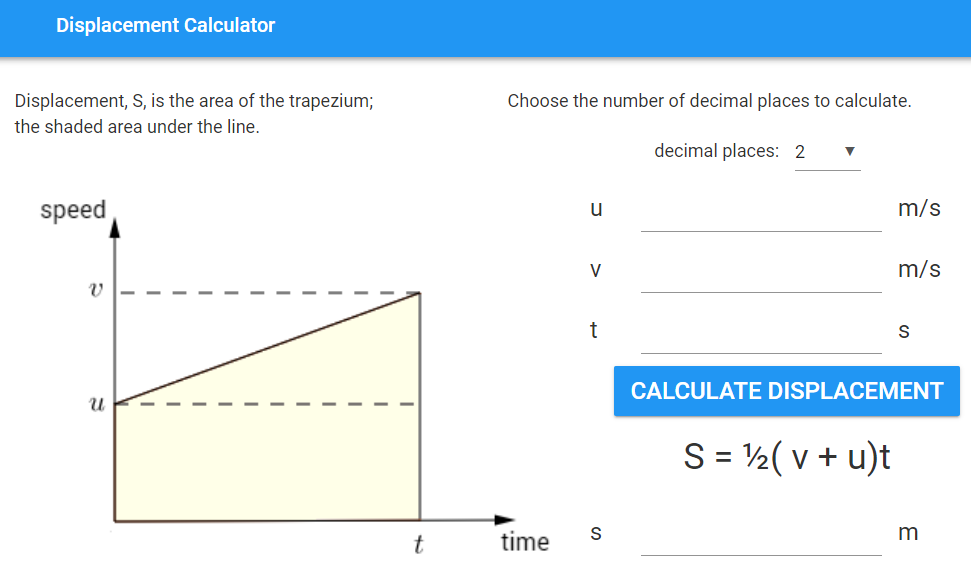 Displacement Calculator
Displacement, S, is the area of the trapezium;
the shaded area under the line.
Choose the number of decimal places to calculate.
decimal places: 2 ▼
speed
v
u
t
time
u m/s
v m/s
t s
CALCULATE DISPLACEMENT
S = ½( v + u)t
s m